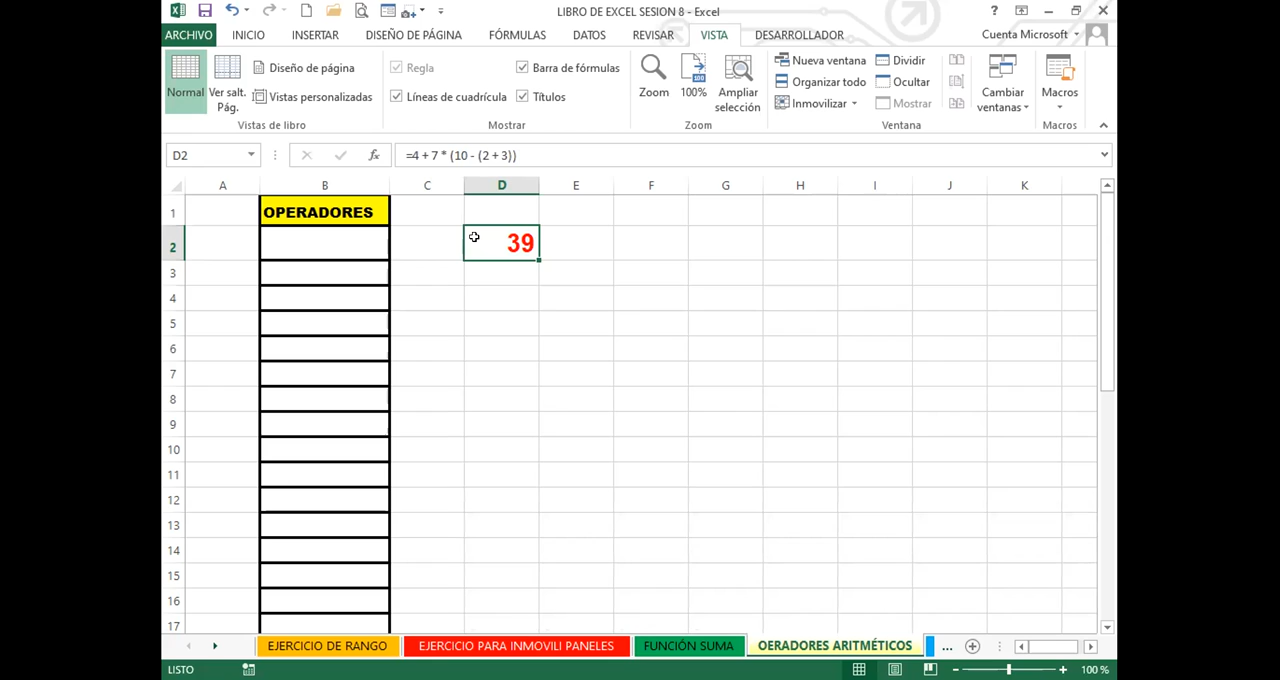 LIBRO DE EXCEL SESION 8 - Excel
?
ARCHIVO INICIO INSERTAR DISEÑO DE PÁGINA FÓRMULAS DATOS REVISAR VISTA DESARROLLADOR Cuenta Microsoft
Normal
Ver salt. Pág.
Diseño de página
Vistas personalizadas
Vistas de libro
Regla
Barra de fórmulas
Líneas de cuadrícula
Títulos
Mostrar
Zoom
100
100%
Ampliar selección
Zoom
Nueva ventana
Organizar todo
Inmovilizar
Dividir
Ocultar
Mostrar
Cambiar ventanas
Ventana
Macros
Macros
D2 fx =4 + 7 * (10 - (2 + 3))
A B C D E F G H I J K
1 OPERADORES
2 39
3
4
5
6
7
8
9
10
11
12
13
14
15
16
17
EJERCICIO DE RANGO EJERCICIO PARA INMOVILI PANELES FUNCIÓN SUMA OERADORES ARITMÉTICOS ...
LISTO 100 %